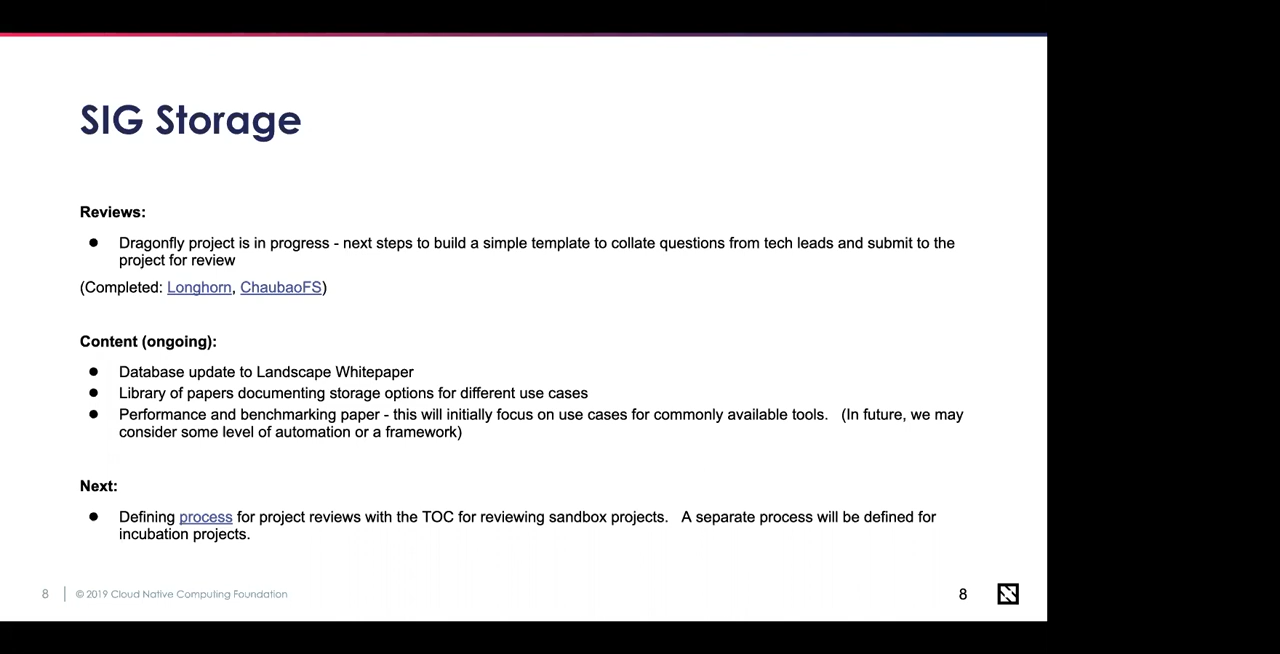 SIG Storage
Reviews:
● Dragonfly project is in progress - next steps to build a simple template to collate questions from tech leads and submit to the
project for review
(Completed: Longhorn, ChaubaoFS)
Content (ongoing):
● Database update to Landscape Whitepaper
● Library of papers documenting storage options for different use cases
● Performance and benchmarking paper - this will initially focus on use cases for commonly available tools. (In future, we may
consider some level of automation or a framework)
Next:
● Defining process for project reviews with the TOC for reviewing sandbox projects. A separate process will be defined for
incubation projects.
8 | © 2019 Cloud Native Computing Foundation 8